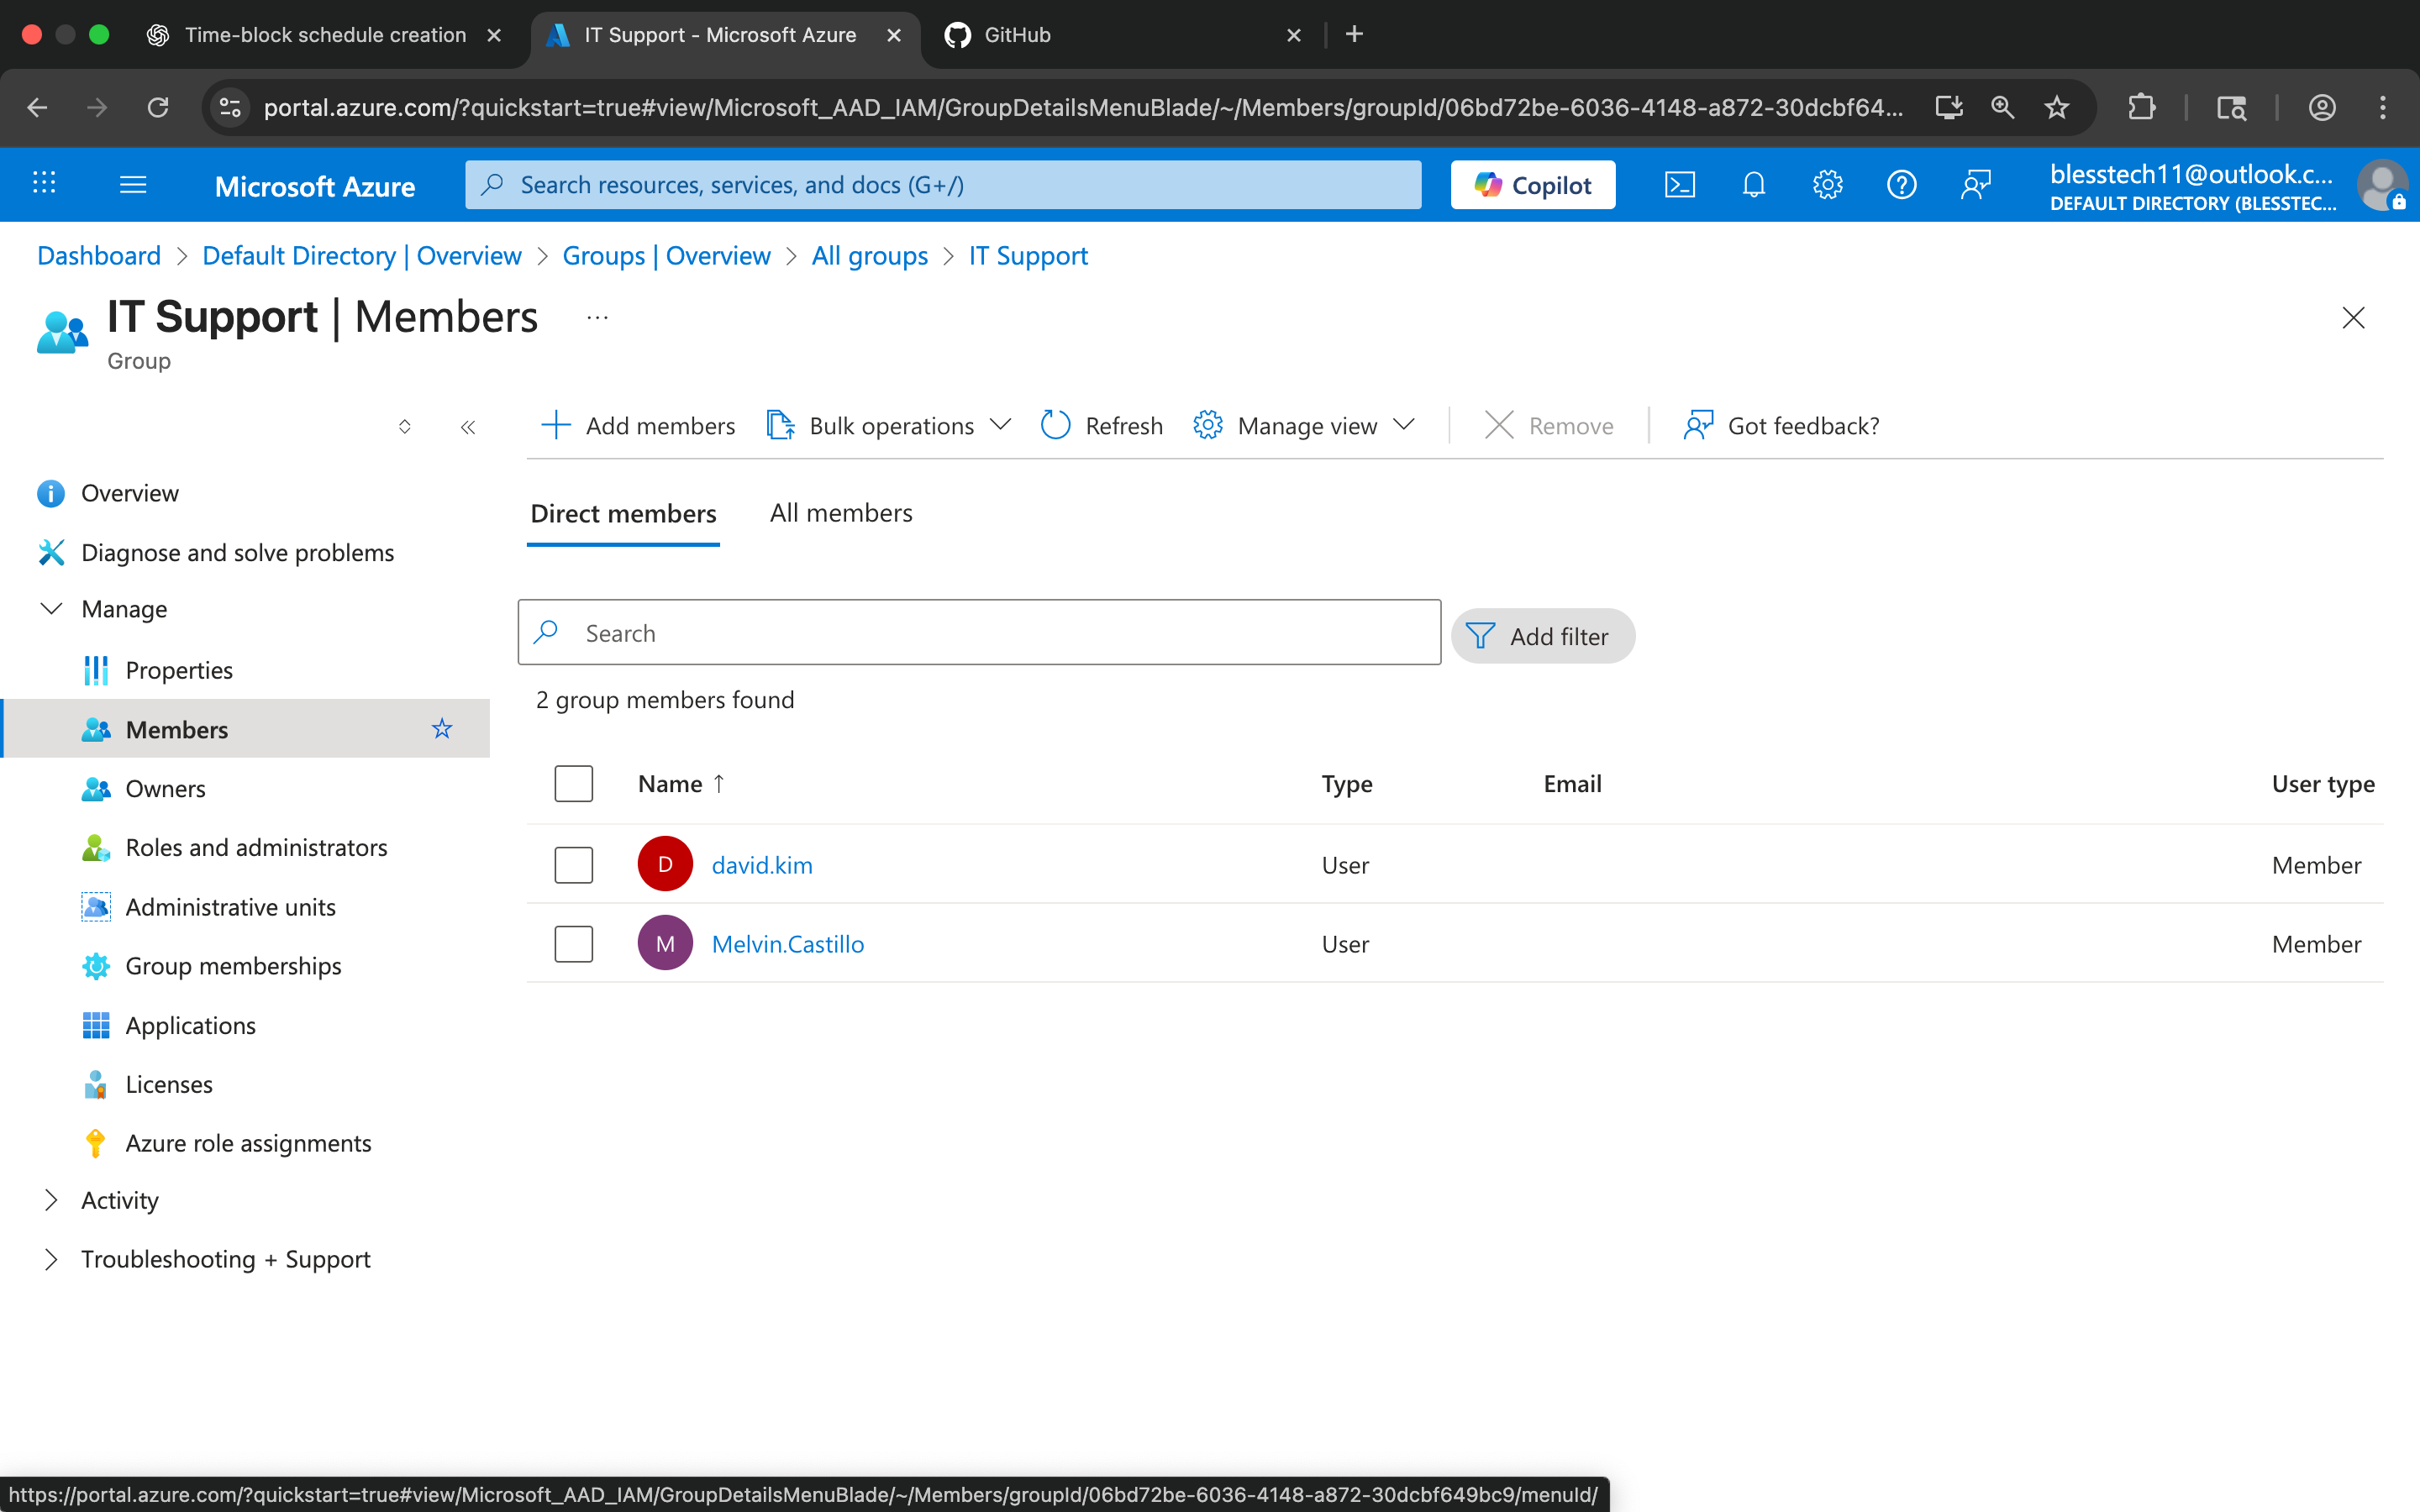 Time-block schedule creation
IT Support - Microsoft Azure
GitHub
portal.azure.com/?quickstart=true#view/Microsoft_AAD_IAM/GroupDetailsMenuBlade/~/Members/groupId/06bd72be-6036-4148-a872-30dcbf64...
Microsoft Azure
Search resources, services, and docs (G+/)
Copilot
blesstech11@outlook.c...
DEFAULT DIRECTORY (BLESSTEC...
Dashboard > Default Directory | Overview > Groups | Overview > All groups > IT Support
IT Support | Members ...
Group
Add members
Bulk operations
Refresh
Manage view
Remove
Got feedback?
Overview
Diagnose and solve problems
Manage
Properties
Members
Owners
Roles and administrators
Administrative units
Group memberships
Applications
Licenses
Azure role assignments
Activity
Troubleshooting + Support
Direct members
All members
Search
Add filter
2 group members found
Name ↑ Type Email User type
D david.kim User Member
M Melvin.Castillo User Member
https://portal.azure.com/?quickstart=true#view/Microsoft_AAD_IAM/GroupDetailsMenuBlade/~/Members/groupId/06bd72be-6036-4148-a872-30dcbf649bc9/menuId/